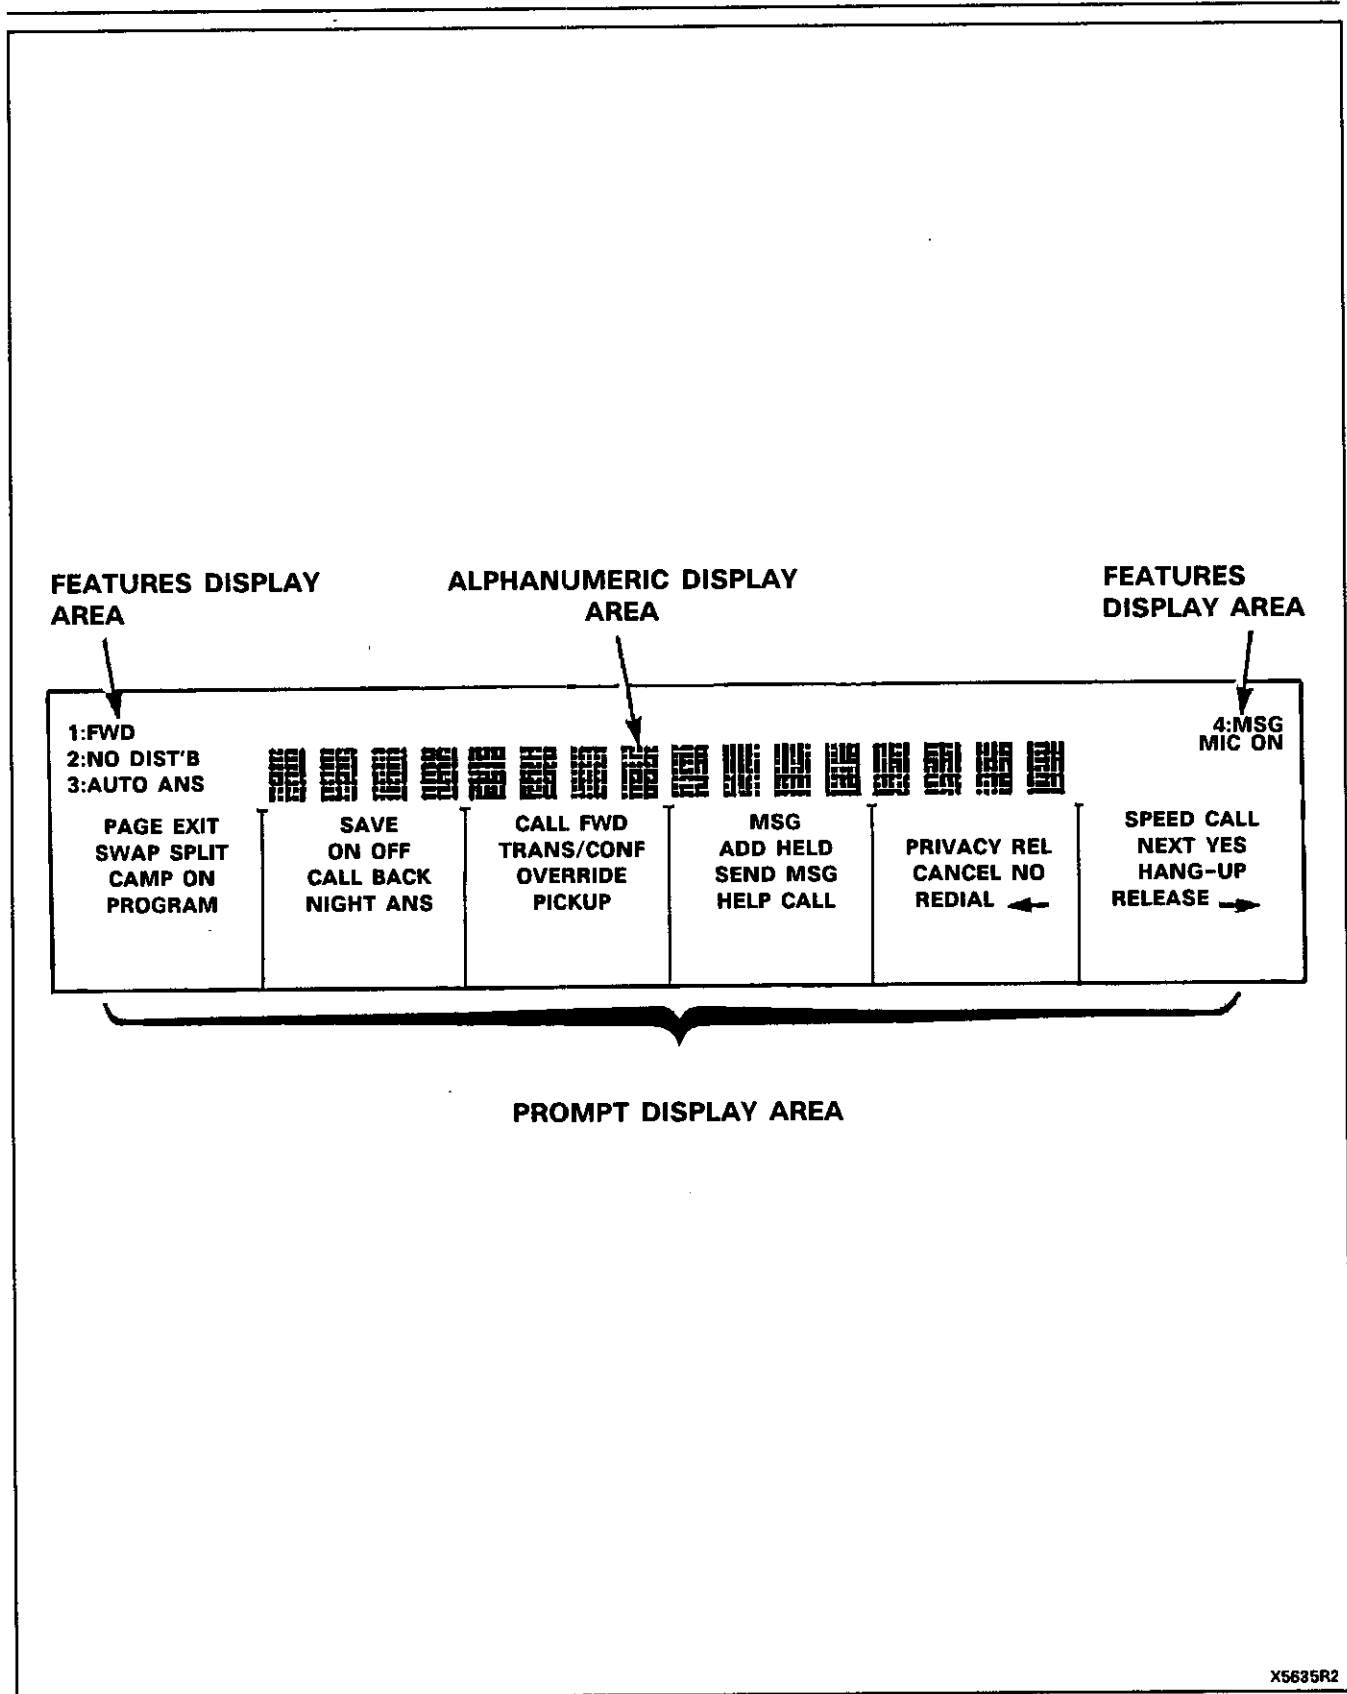 FEATURES DISPLAY
AREA
ALPHANUMERIC DISPLAY
AREA
FEATURES
DISPLAY AREA
1:FWD
2:NO DIST'B
3:AUTO ANS
4:MSG
MIC ON
PAGE EXIT
SWAP SPLIT
CAMP ON
PROGRAM
SAVE
ON OFF
CALL BACK
NIGHT ANS
CALL FWD
TRANS/CONF
OVERRIDE
PICKUP
MSG
ADD HELD
SEND MSG
HELP CALL
PRIVACY REL
CANCEL NO
REDIAL ←
SPEED CALL
NEXT YES
HANG-UP
RELEASE →
PROMPT DISPLAY AREA
X5635R2